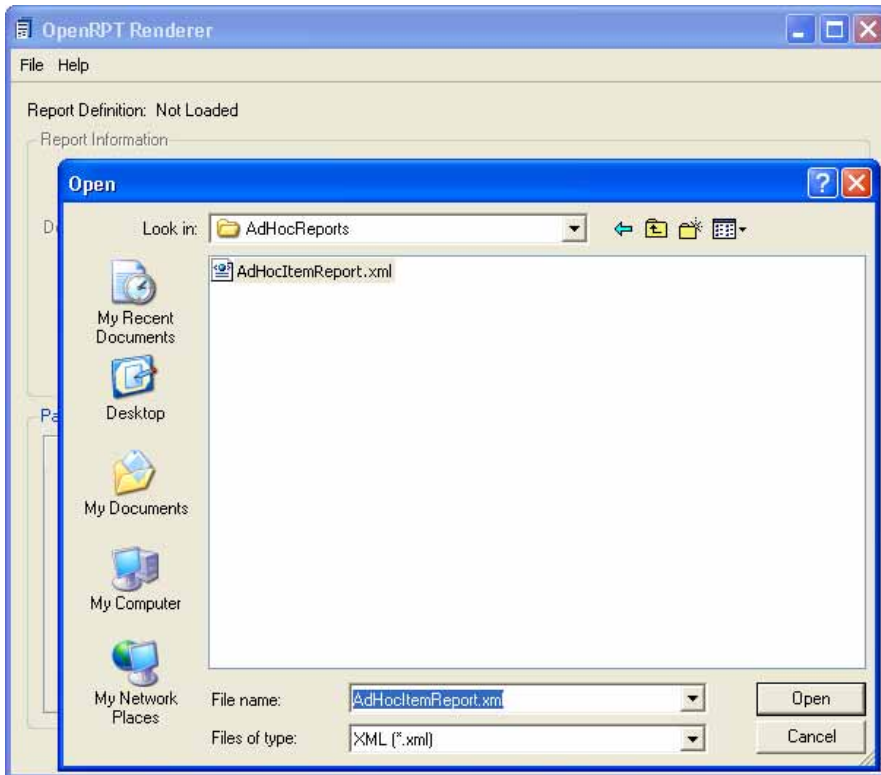 OpenRPT Renderer
File Help
Report Definition: Not Loaded
Report Information
Open
Look in: AdHocReports
AdHocItemReport.xml
My Recent
Documents
Desktop
My Documents
My Computer
My Network
Places
File name: AdHocItemReport.xml
Open
Files of type: XML (*.xml)
Cancel